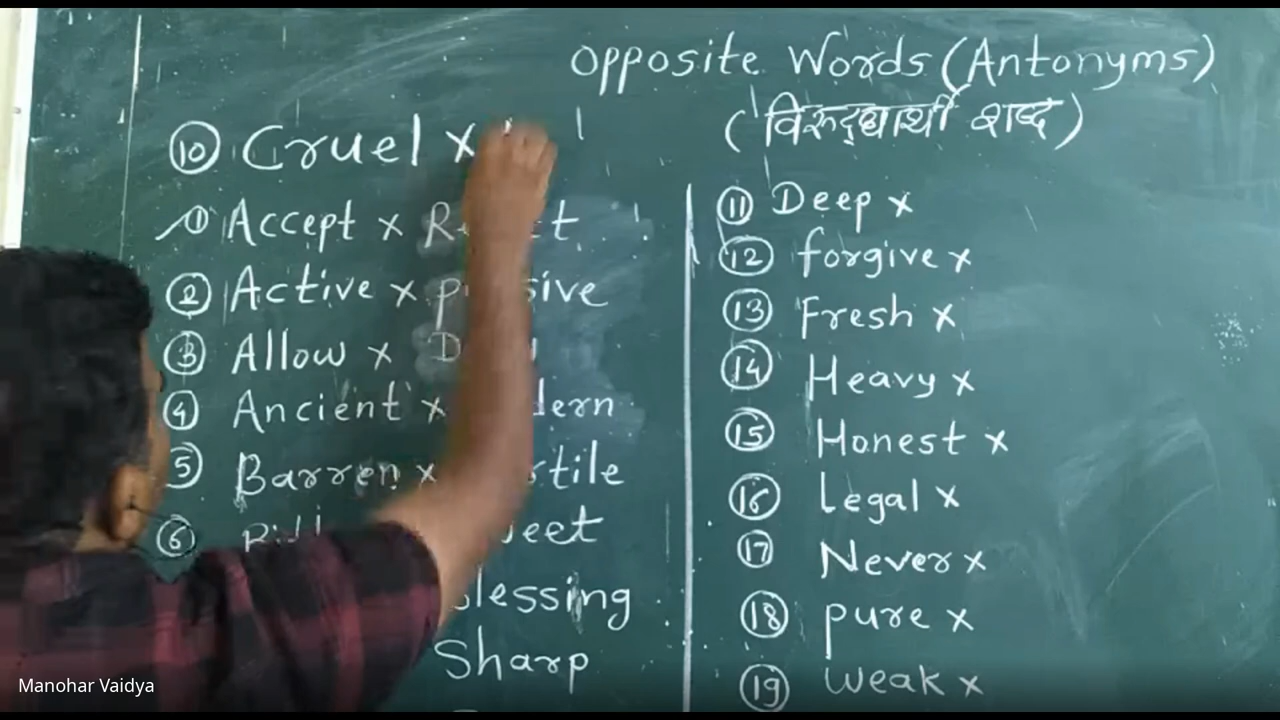 Opposite Words (Antonyms)
(विरूद्धार्थी शब्द)
10 Cruel x
1 Accept x
2 Active x
3 Allow x
4 Ancient x
5 Barren x
6
Blessing
Sharp
11 Deep x
12 forgive x
13 Fresh x
14 Heavy x
15 Honest x
16 Legal x
17 Never x
18 pure x
19 Weak x
Manohar Vaidya